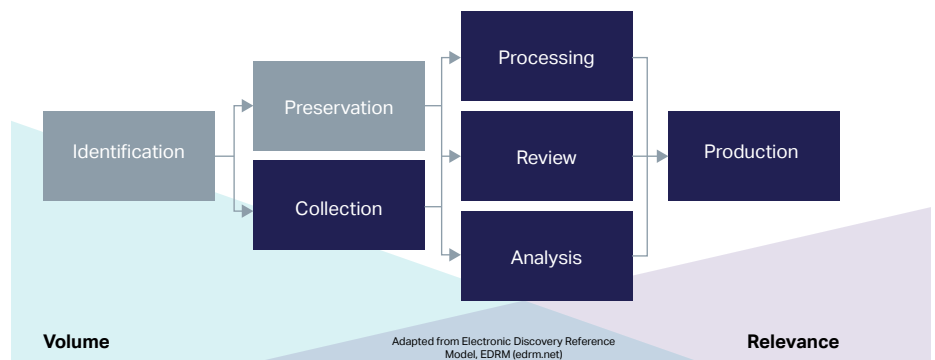 Identification
Preservation
Collection
Processing
Review
Analysis
Production
Volume
Adapted from Electronic Discovery Reference
Model, EDRM (edrm.net)
Relevance